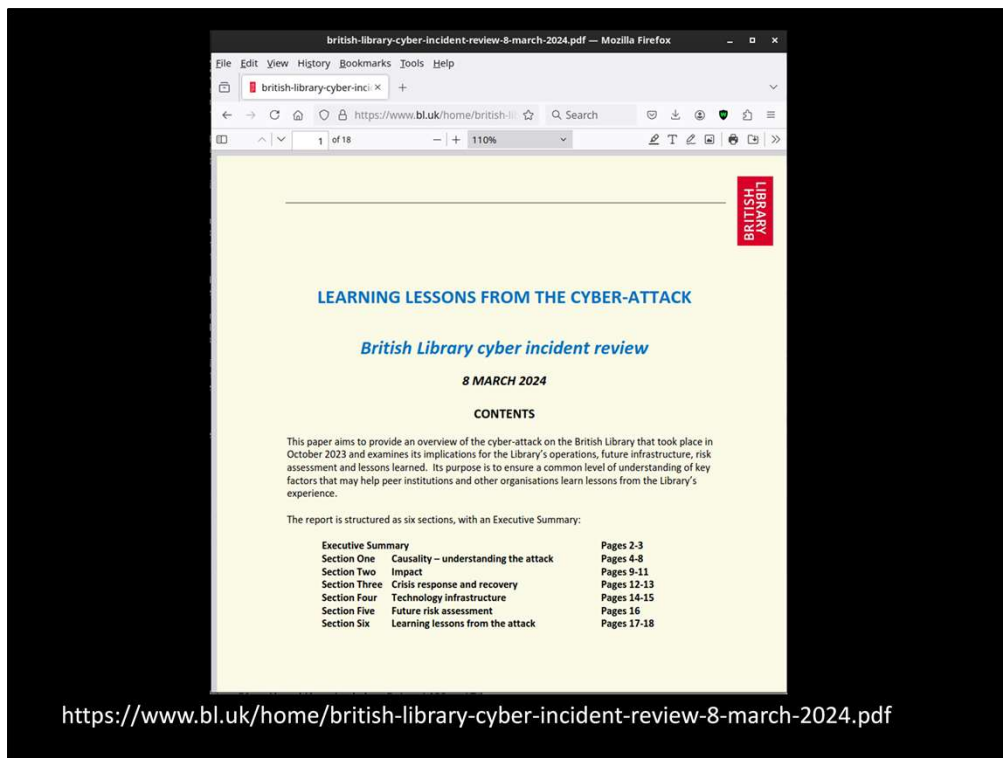 british-library-cyber-incident-review-8-march-2024.pdf — Mozilla Firefox
File Edit View History Bookmarks Tools Help
british-library-cyber-inci
https://www.bl.uk/home/british-li
Search
1 of 18
110%
LIBRARY
BRITISH
LEARNING LESSONS FROM THE CYBER-ATTACK
British Library cyber incident review
8 MARCH 2024
CONTENTS
This paper aims to provide an overview of the cyber-attack on the British Library that took place in
October 2023 and examines its implications for the Library's operations, future infrastructure, risk
assessment and lessons learned. Its purpose is to ensure a common level of understanding of key
factors that may help peer institutions and other organisations learn lessons from the Library's
experience.
The report is structured as six sections, with an Executive Summary:
Executive Summary Pages 2-3
Section One Causality – understanding the attack Pages 4-8
Section Two Impact Pages 9-11
Section Three Crisis response and recovery Pages 12-13
Section Four Technology infrastructure Pages 14-15
Section Five Future risk assessment Pages 16
Section Six Learning lessons from the attack Pages 17-18
https://www.bl.uk/home/british-library-cyber-incident-review-8-march-2024.pdf